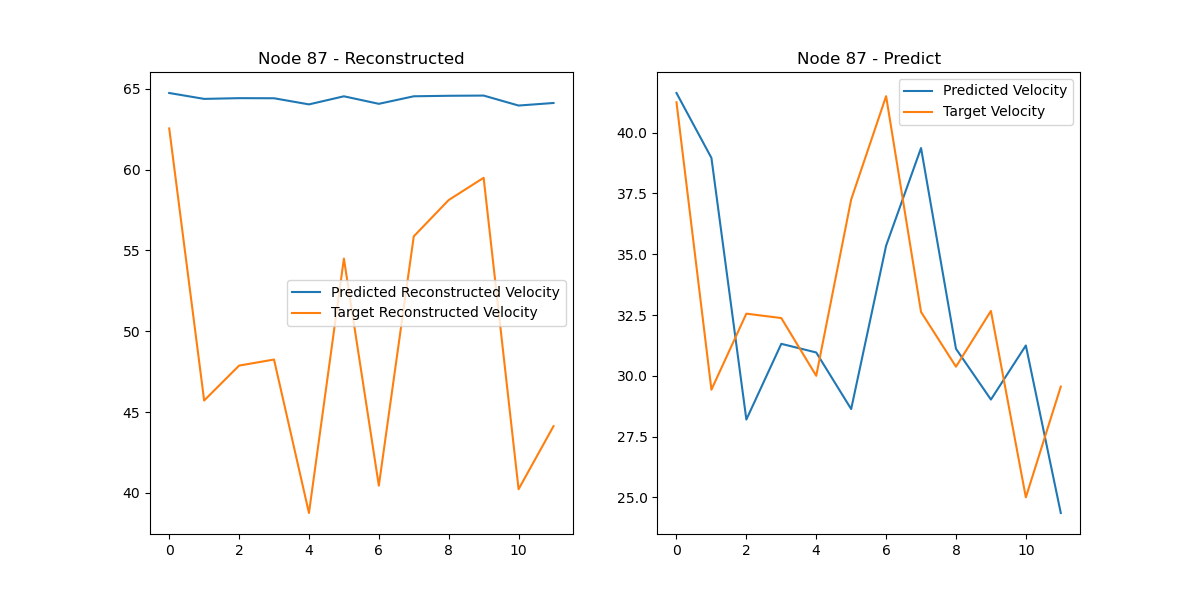 Node 87 - Reconstructed
65
60
55
50
45
40
Predicted Reconstructed Velocity
Target Reconstructed Velocity
0 2 4 6 8 10
Node 87 - Predict
40.0
37.5
35.0
32.5
30.0
27.5
25.0
Predicted Velocity
Target Velocity
0 2 4 6 8 10